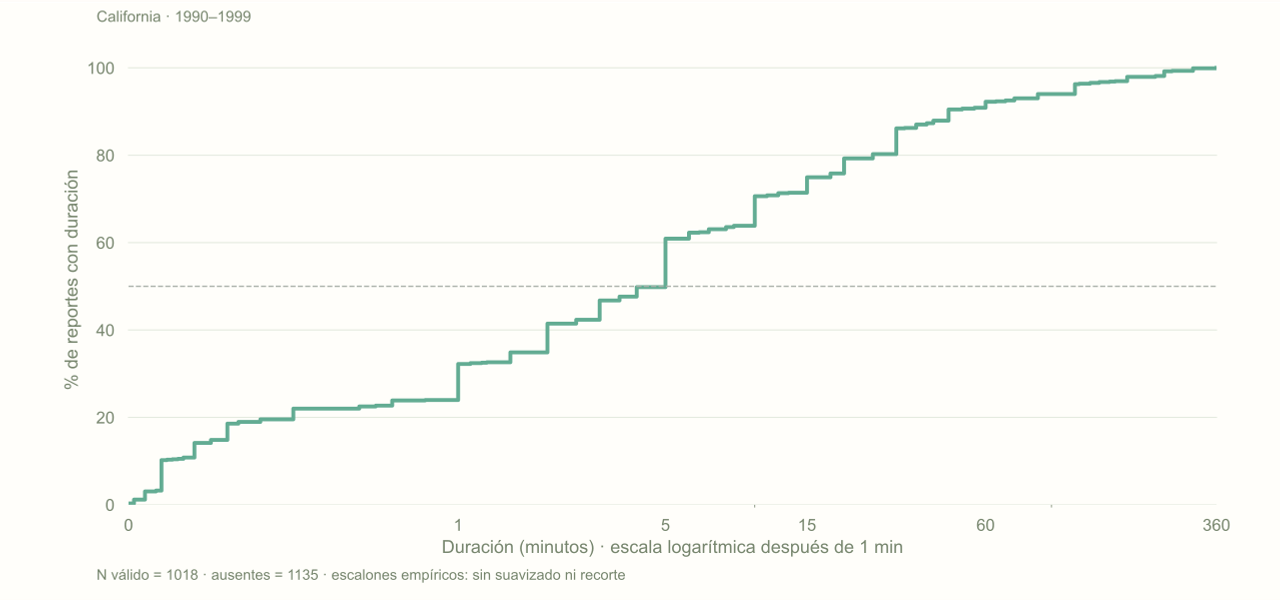 California · 1990–1999
100
80
60
40
20
0
% de reportes con duración
0 1 5 15 60 360
Duración (minutos) · escala logarítmica después de 1 min
N válido = 1018 · ausentes = 1135 · escalones empíricos: sin suavizado ni recorte